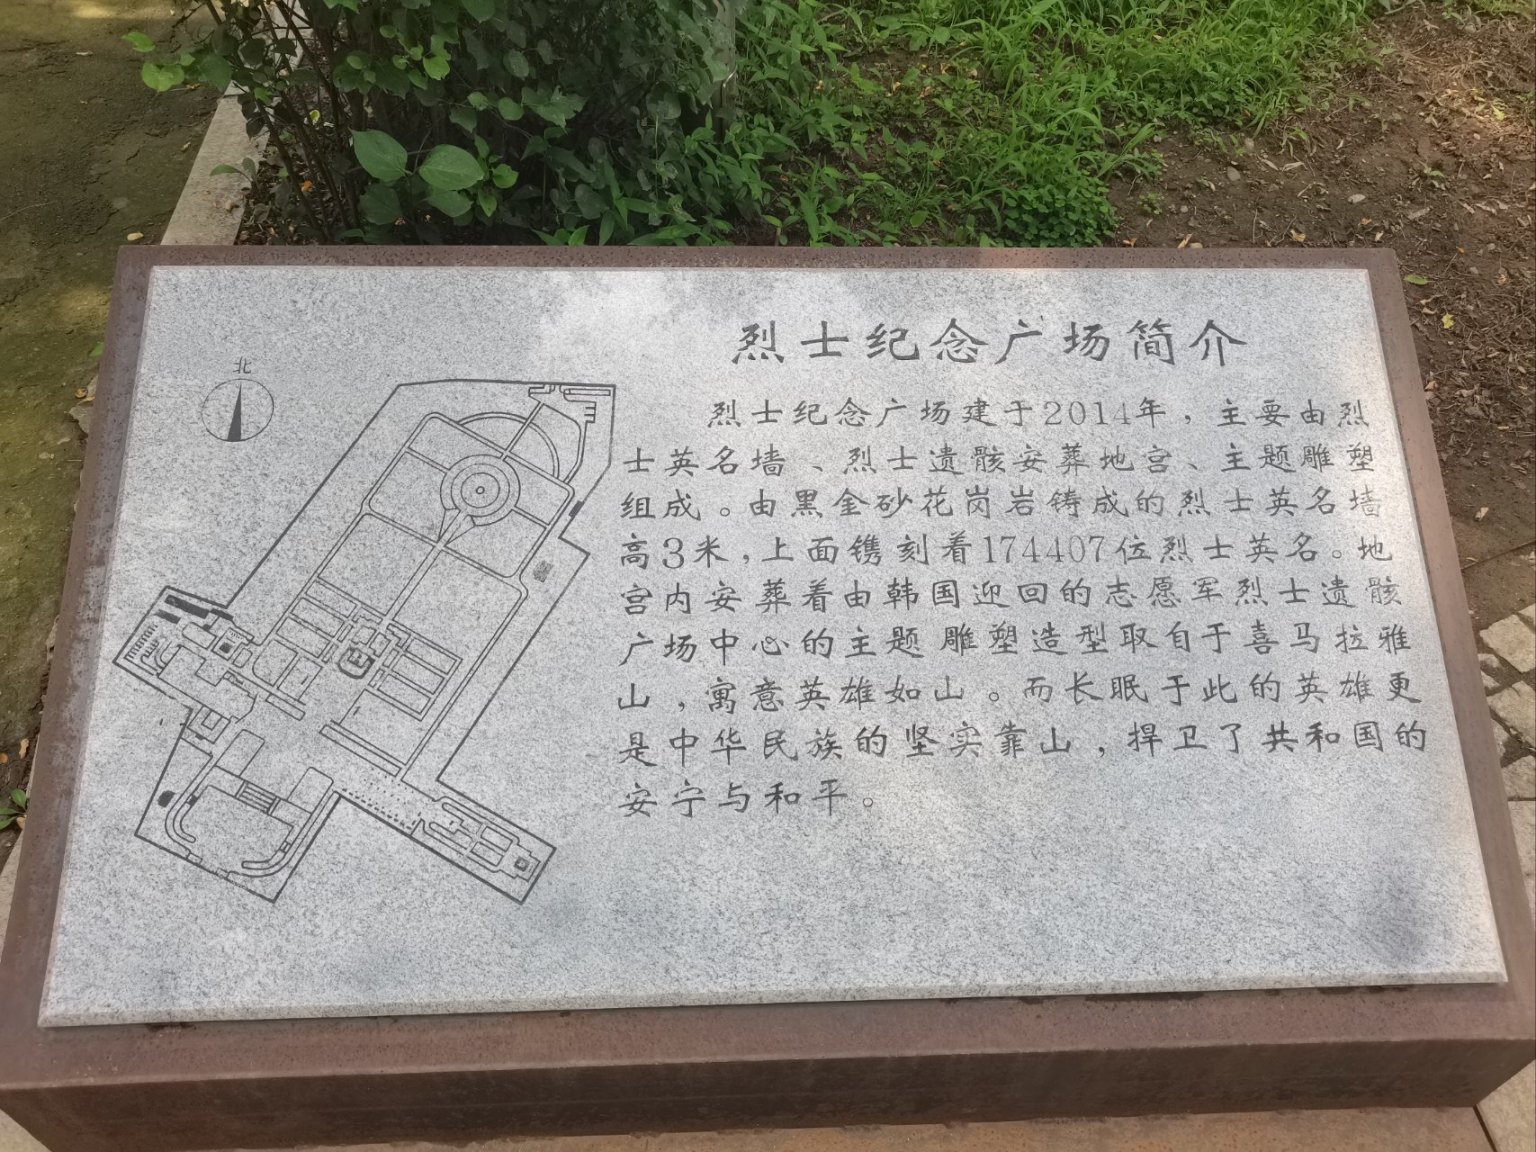 烈士纪念广场简介
北
烈士纪念广场建于2014年，主要由烈
士英名墙、烈士遗骸安葬地宫、主题雕塑
组成。由黑金砂花岗岩铸成的烈士英名墙
高3米，上面镌刻着174407位烈士英名。地
宫内安葬着由韩国迎回的志愿军烈士遗骸
广场中心的主题雕塑造型取自于喜马拉雅
山，寓意英雄如山。而长眠于此的英雄更
是中华民族的坚实靠山，捍卫了共和国的
安宁与和平。